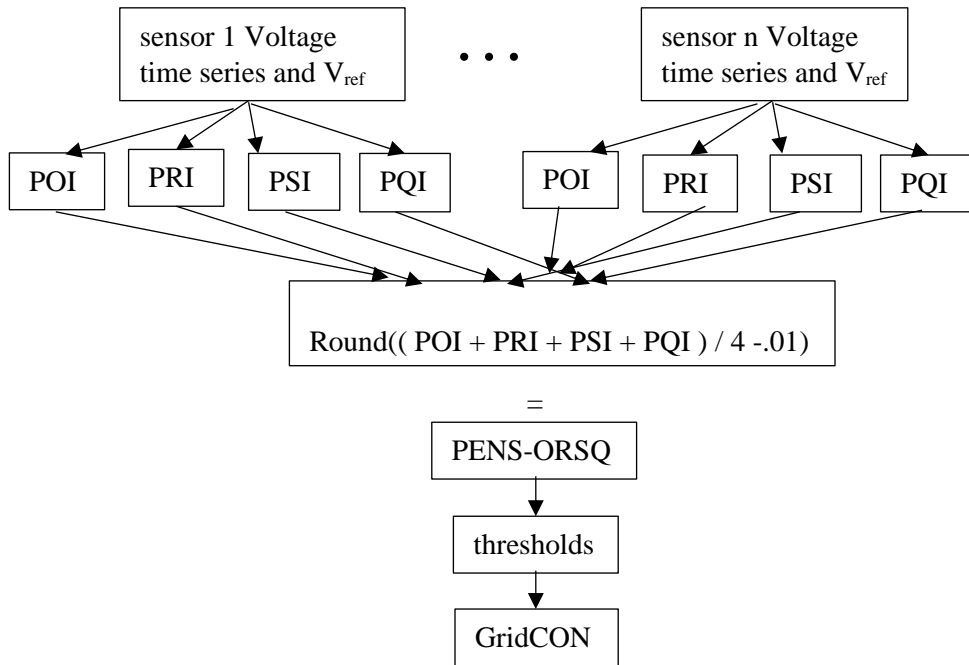 sensor 1 Voltage
time series and Vref
• • •
sensor n Voltage
time series and Vref
POI
PRI
PSI
PQI
POI
PRI
PSI
PQI
Round(( POI + PRI + PSI + PQI ) / 4 -.01)
=
PENS-ORSQ
thresholds
GridCON